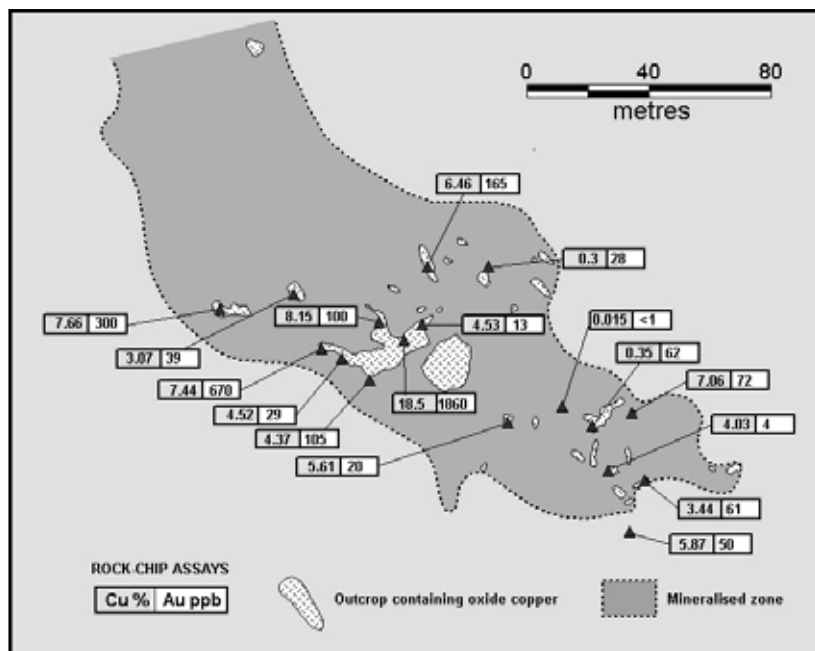 0 40 80
metres
6.46 165
0.3 28
7.66 300
8.15 100
4.53 13
0.015 <1
3.07 39
0.35 62
7.44 670
7.06 72
4.52 29
18.5 1860
4.37 105
4.03 4
5.61 20
3.44 61
5.87 50
ROCK-CHIP ASSAYS
Cu % Au ppb
Outcrop containing oxide copper
Mineralised zone